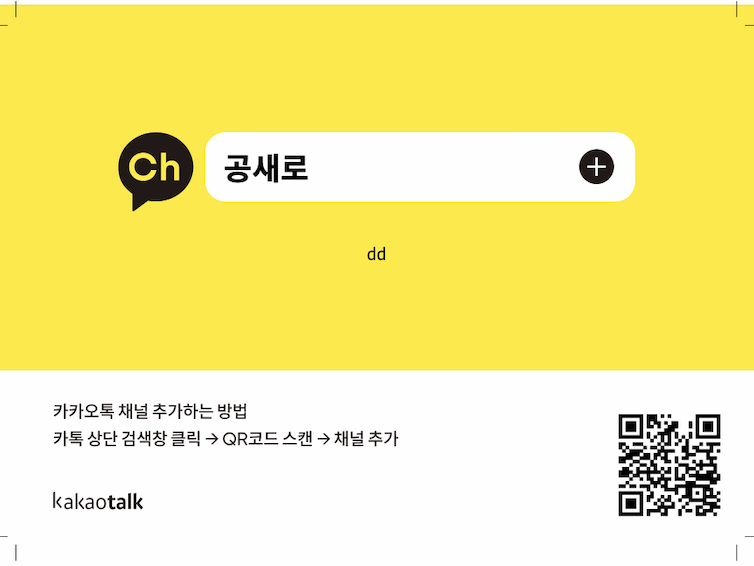 Ch 공새로
dd
카카오톡 채널 추가하는 방법
카톡 상단 검색창 클릭 → QR코드 스캔 → 채널 추가
kakaotalk